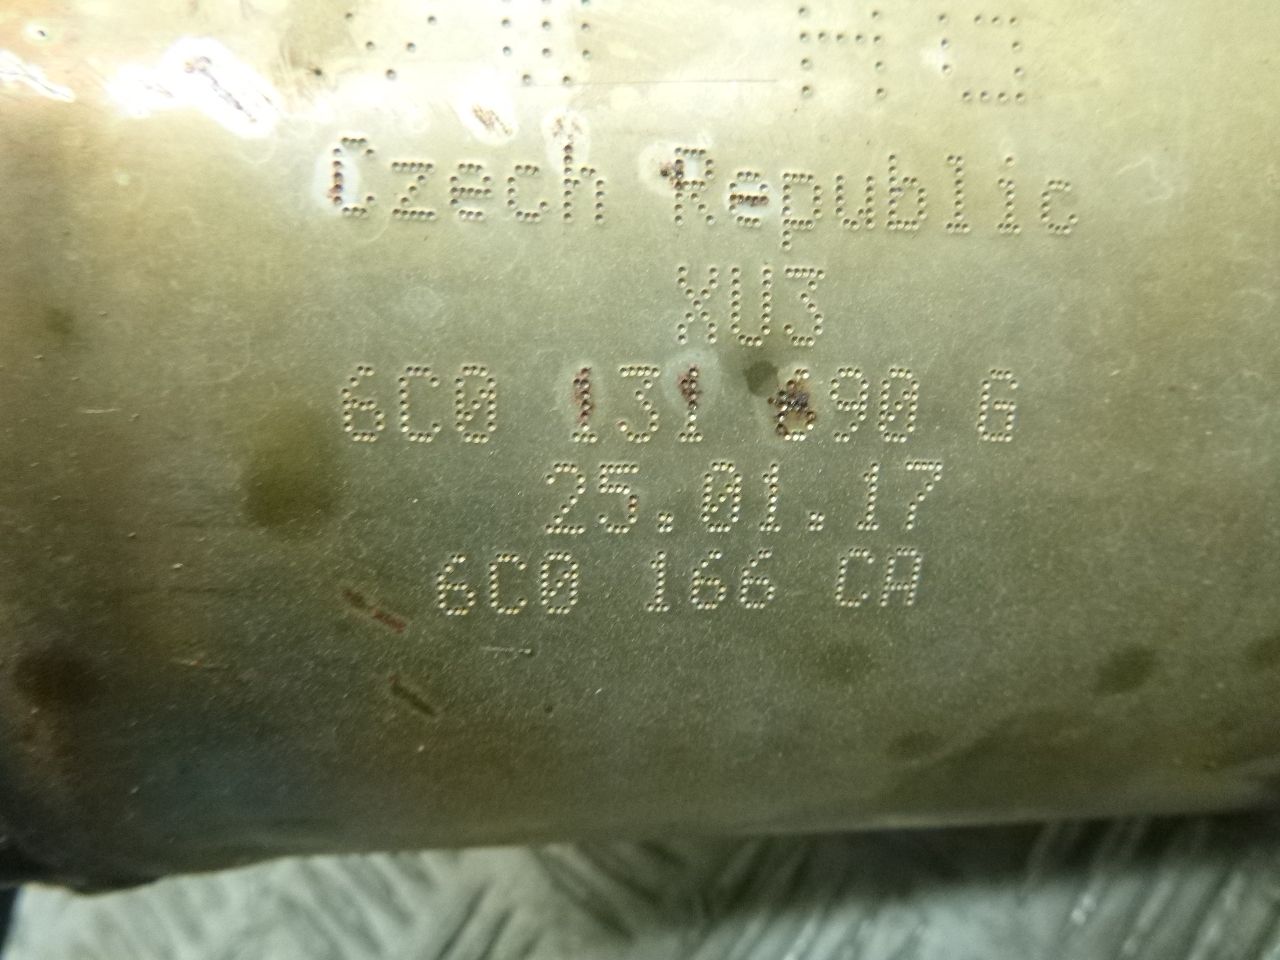 Czech Republic
XU3
6C0 131 690 G
25.01.17
6C0 166 CA